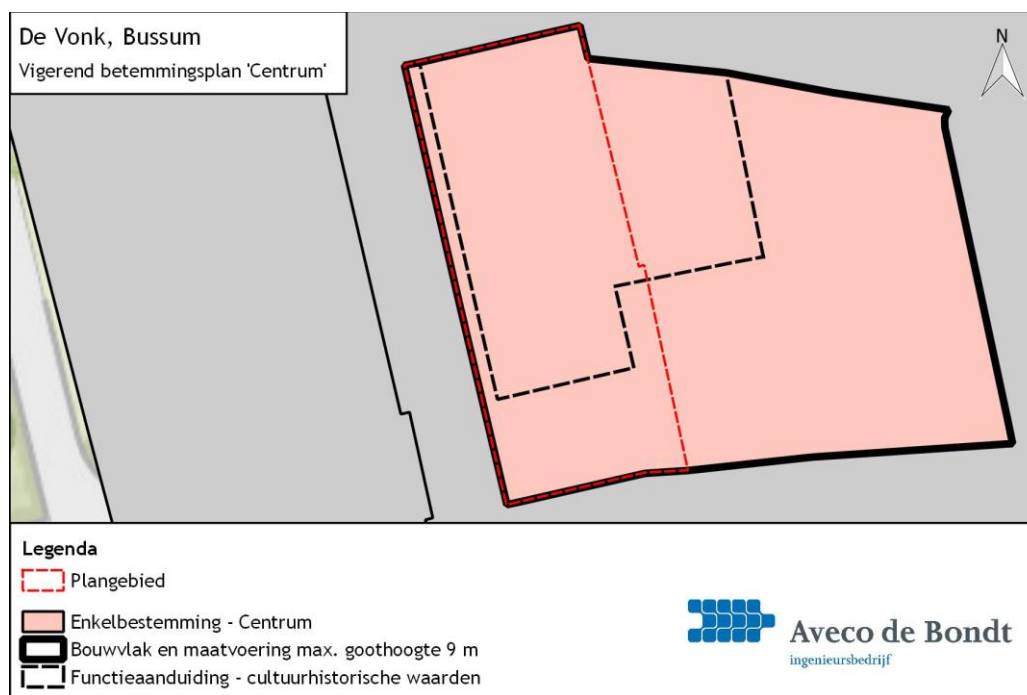 De Vonk, Bussum
Vigerend betemmingsplan 'Centrum'
N
Legenda
Plangebied
Enkelbestemming - Centrum
Bouwvlak en maatvoering max. goothoogte 9 m
Functieaanduiding - cultuurhistorische waarden
Aveco de Bondt
ingenieursbedrijf